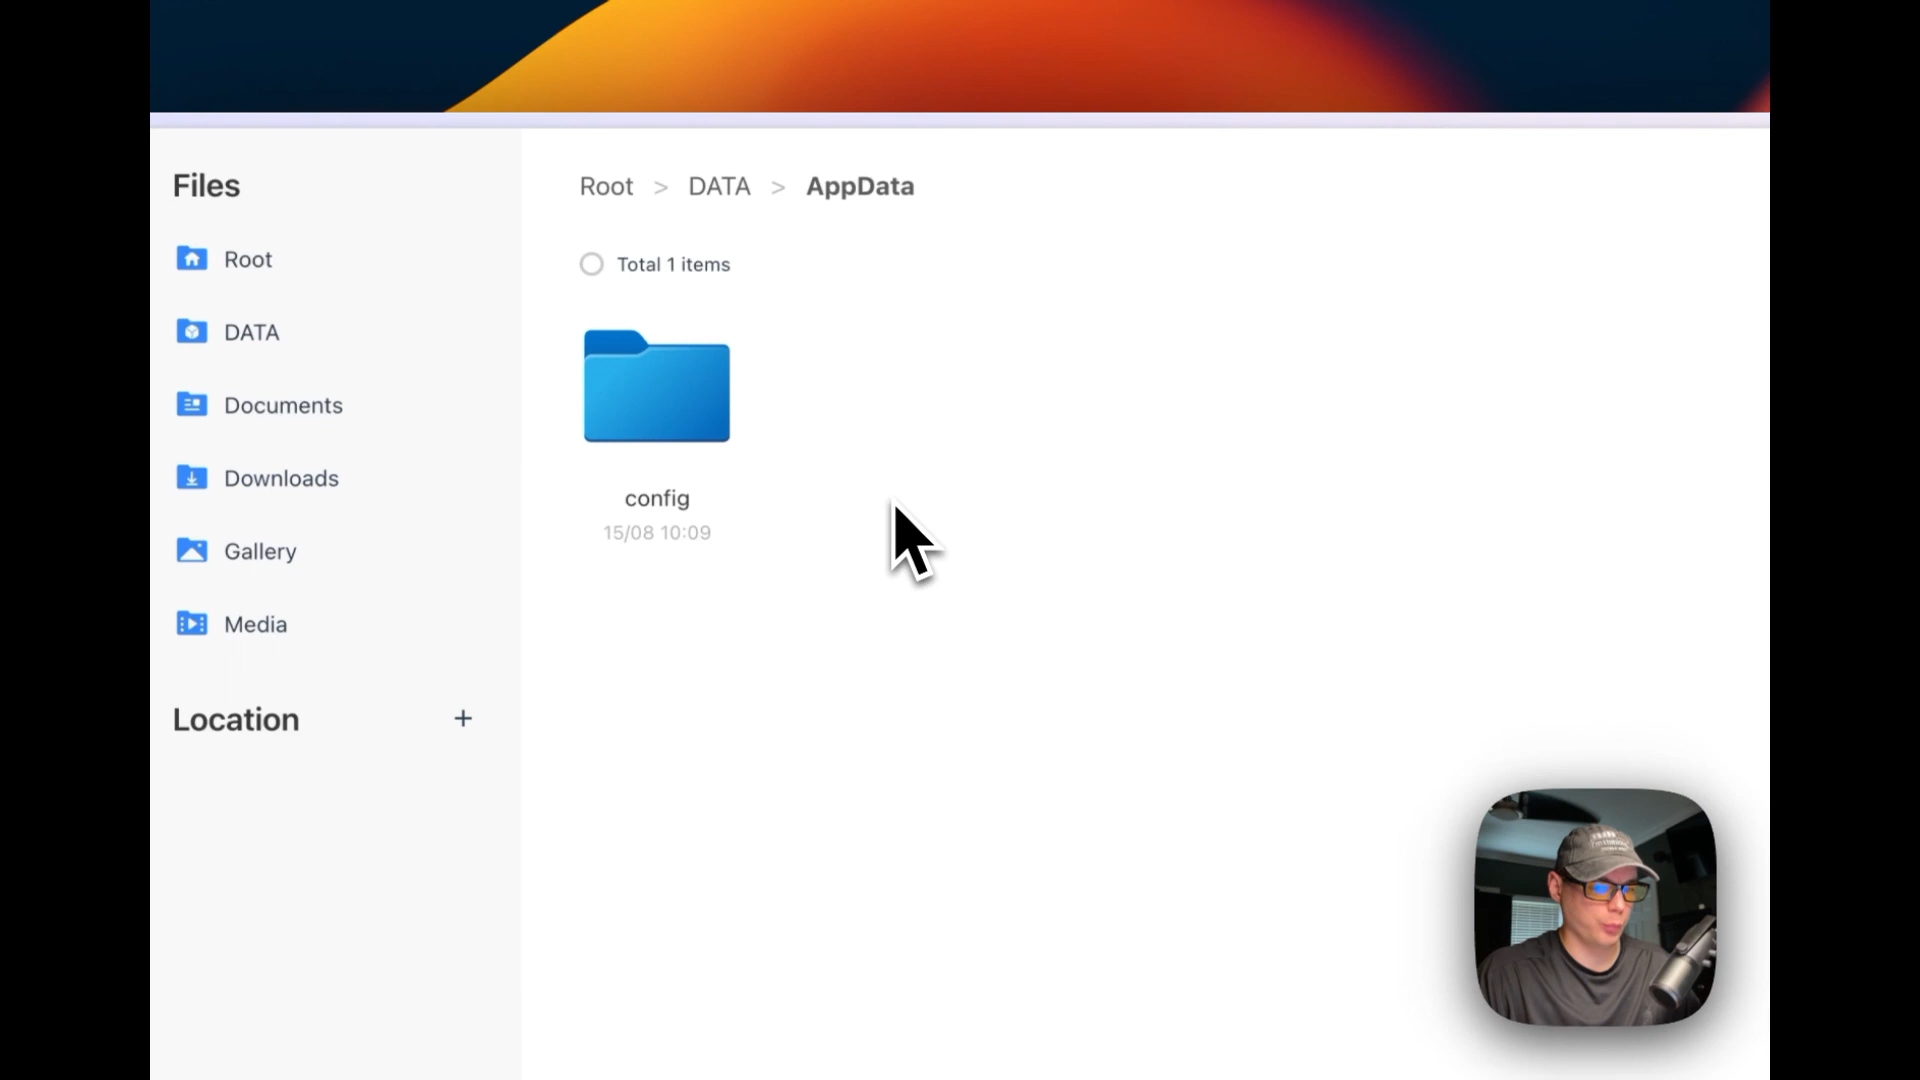 Files
Root
DATA
Documents
Downloads
Gallery
Media
Location +
Root > DATA > AppData
Total 1 items
config
15/08 10:09